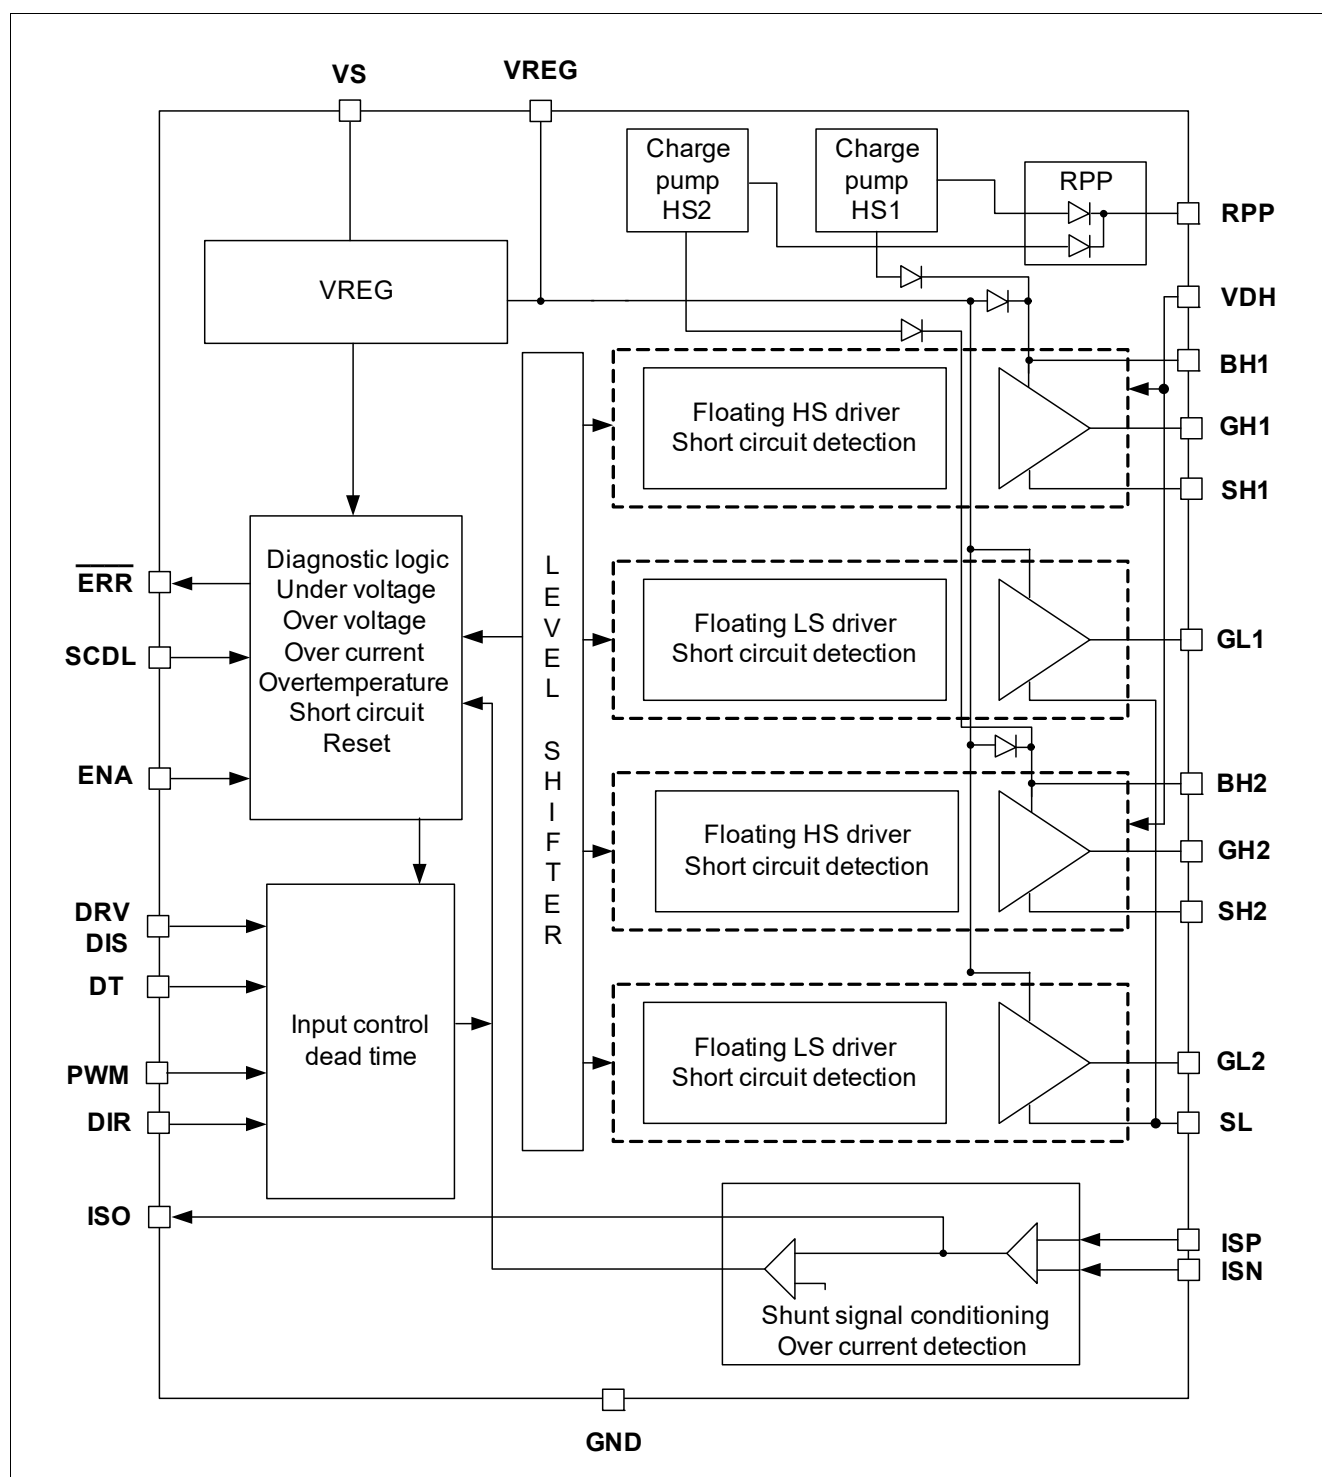 VS
VREG
Charge
pump
HS2
Charge
pump
HS1
RPP
RPP
VREG
VDH
BH1
Floating HS driver
Short circuit detection
GH1
SH1
ERR
SCDL
ENA
Diagnostic logic
Under voltage
Over voltage
Over current
Overtemperature
Short circuit
Reset
L
E
V
E
L
S
H
I
F
T
E
R
Floating LS driver
Short circuit detection
GL1
BH2
Floating HS driver
Short circuit detection
GH2
SH2
DRV
DIS
DT
PWM
DIR
Input control
dead time
Floating LS driver
Short circuit detection
GL2
SL
ISO
ISP
ISN
Shunt signal conditioning
Over current detection
GND